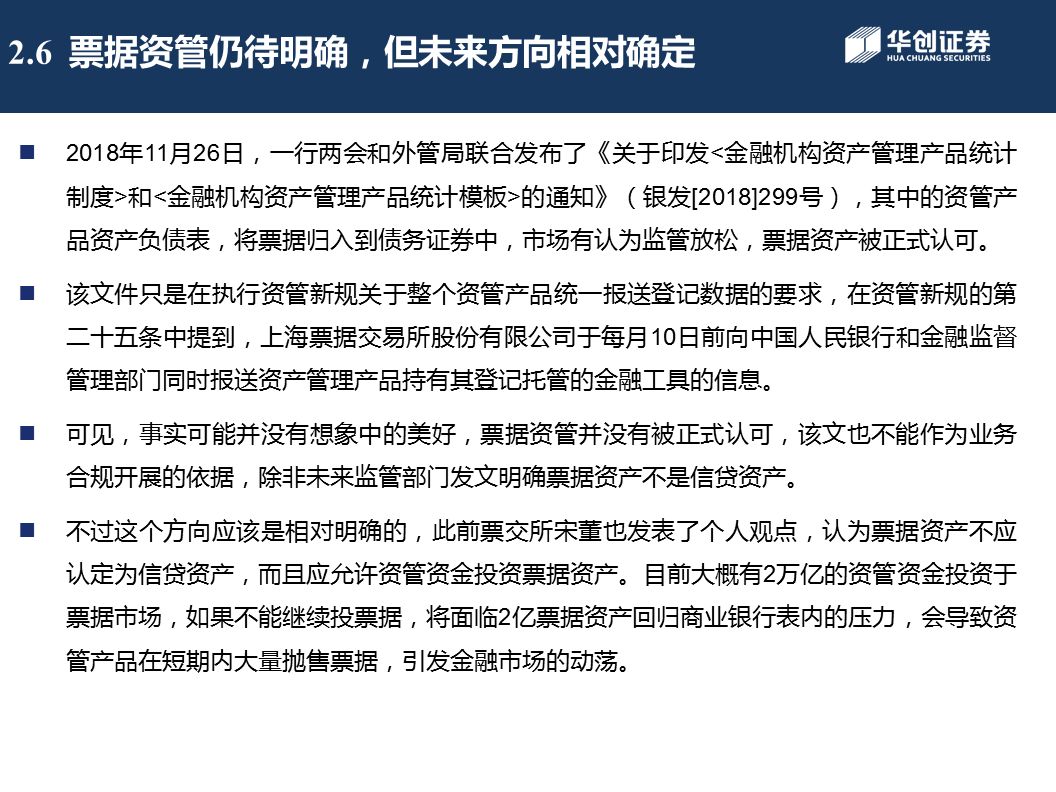 2.6 票据资管仍待明确，但未来方向相对确定
华创证券
HUA CHUANG SECURITIES
2018年11月26日，一行两会和外管局联合发布了《关于印发<金融机构资产管理产品统计
制度>和<金融机构资产管理产品统计模板>的通知》（银发[2018]299号），其中的资管产
品资产负债表，将票据归入到债务证券中，市场有认为监管放松，票据资产被正式认可。
该文件只是在执行资管新规关于整个资管产品统一报送登记数据的要求，在资管新规的第
二十五条中提到，上海票据交易所股份有限公司于每月10日前向中国人民银行和金融监督
管理部门同时报送资产管理产品持有其登记托管的金融工具的信息。
可见，事实可能并没有想象中的美好，票据资管并没有被正式认可，该文也不能作为业务
合规开展的依据，除非未来监管部门发文明确票据资产不是信贷资产。
不过这个方向应该是相对明确的，此前票交所宋董也发表了个人观点，认为票据资产不应
认定为信贷资产，而且应允许资管资金投资票据资产。目前大概有2万亿的资管资金投资于
票据市场，如果不能继续投票据，将面临2亿票据资产回归商业银行表内的压力，会导致资
管产品在短期内大量抛售票据，引发金融市场的动荡。